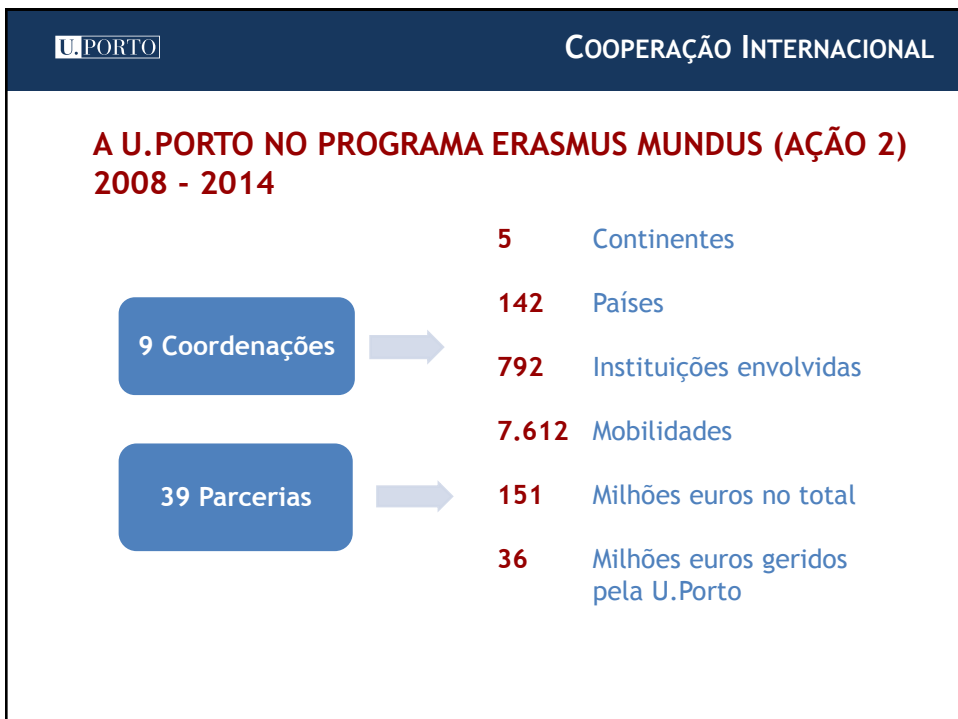 U.PORTO
COOPERAÇÃO INTERNACIONAL
A U.PORTO NO PROGRAMA ERASMUS MUNDUS (AÇÃO 2)
2008 - 2014
9 Coordenações
39 Parcerias
5 Continentes
142 Países
792 Instituições envolvidas
7.612 Mobilidades
151 Milhões euros no total
36 Milhões euros geridos
pela U.Porto